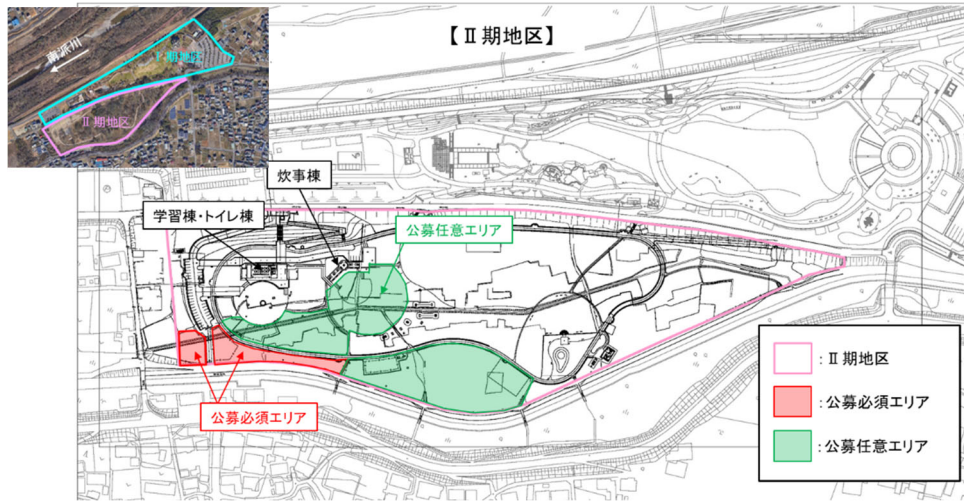 【Ⅱ期地区】
南派川
Ⅰ期地区
Ⅱ期地区
炊事棟
学習棟・トイレ棟
公募任意エリア
公募必須エリア
：Ⅱ期地区
：公募必須エリア
：公募任意エリア